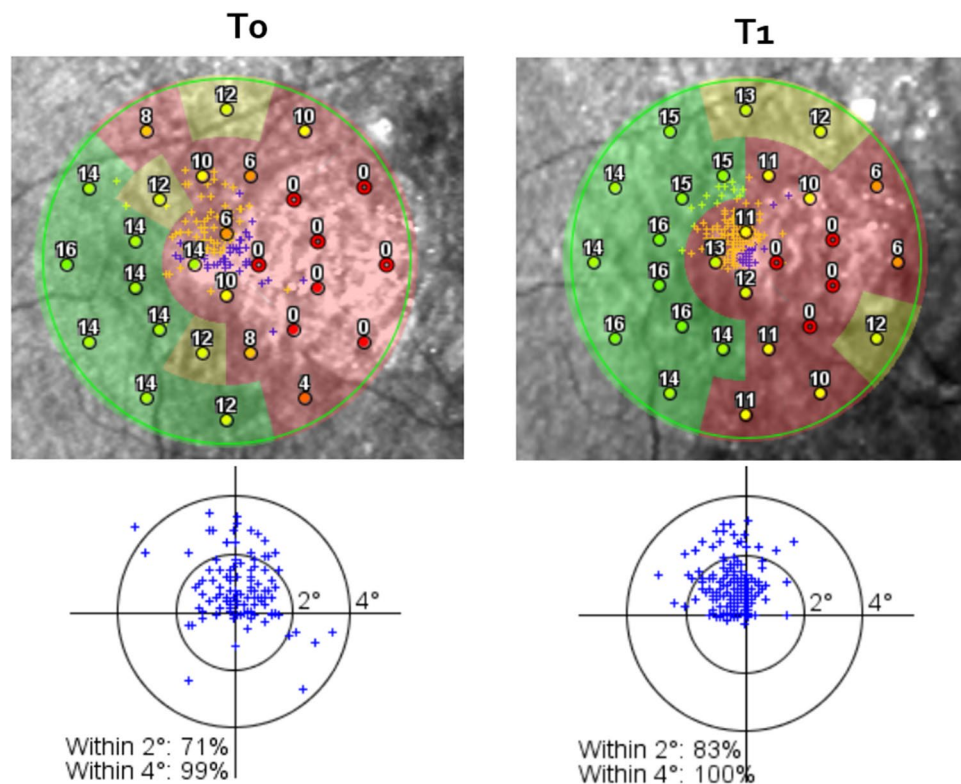 T0 T1
12 13
8 10 15 12
10 6 15 11
14 12 0 0 14 15 10 6
6 11
14 0 16 0
16 14 0 0 14 13 0 6
14 10 0 16 12 0
14 14 0 0 16 16 0 12
12 8 14 11
14 4 14 10
12 11
2° 4° 2° 4°
Within 2°: 71% Within 2°: 83%
Within 4°: 99% Within 4°: 100%